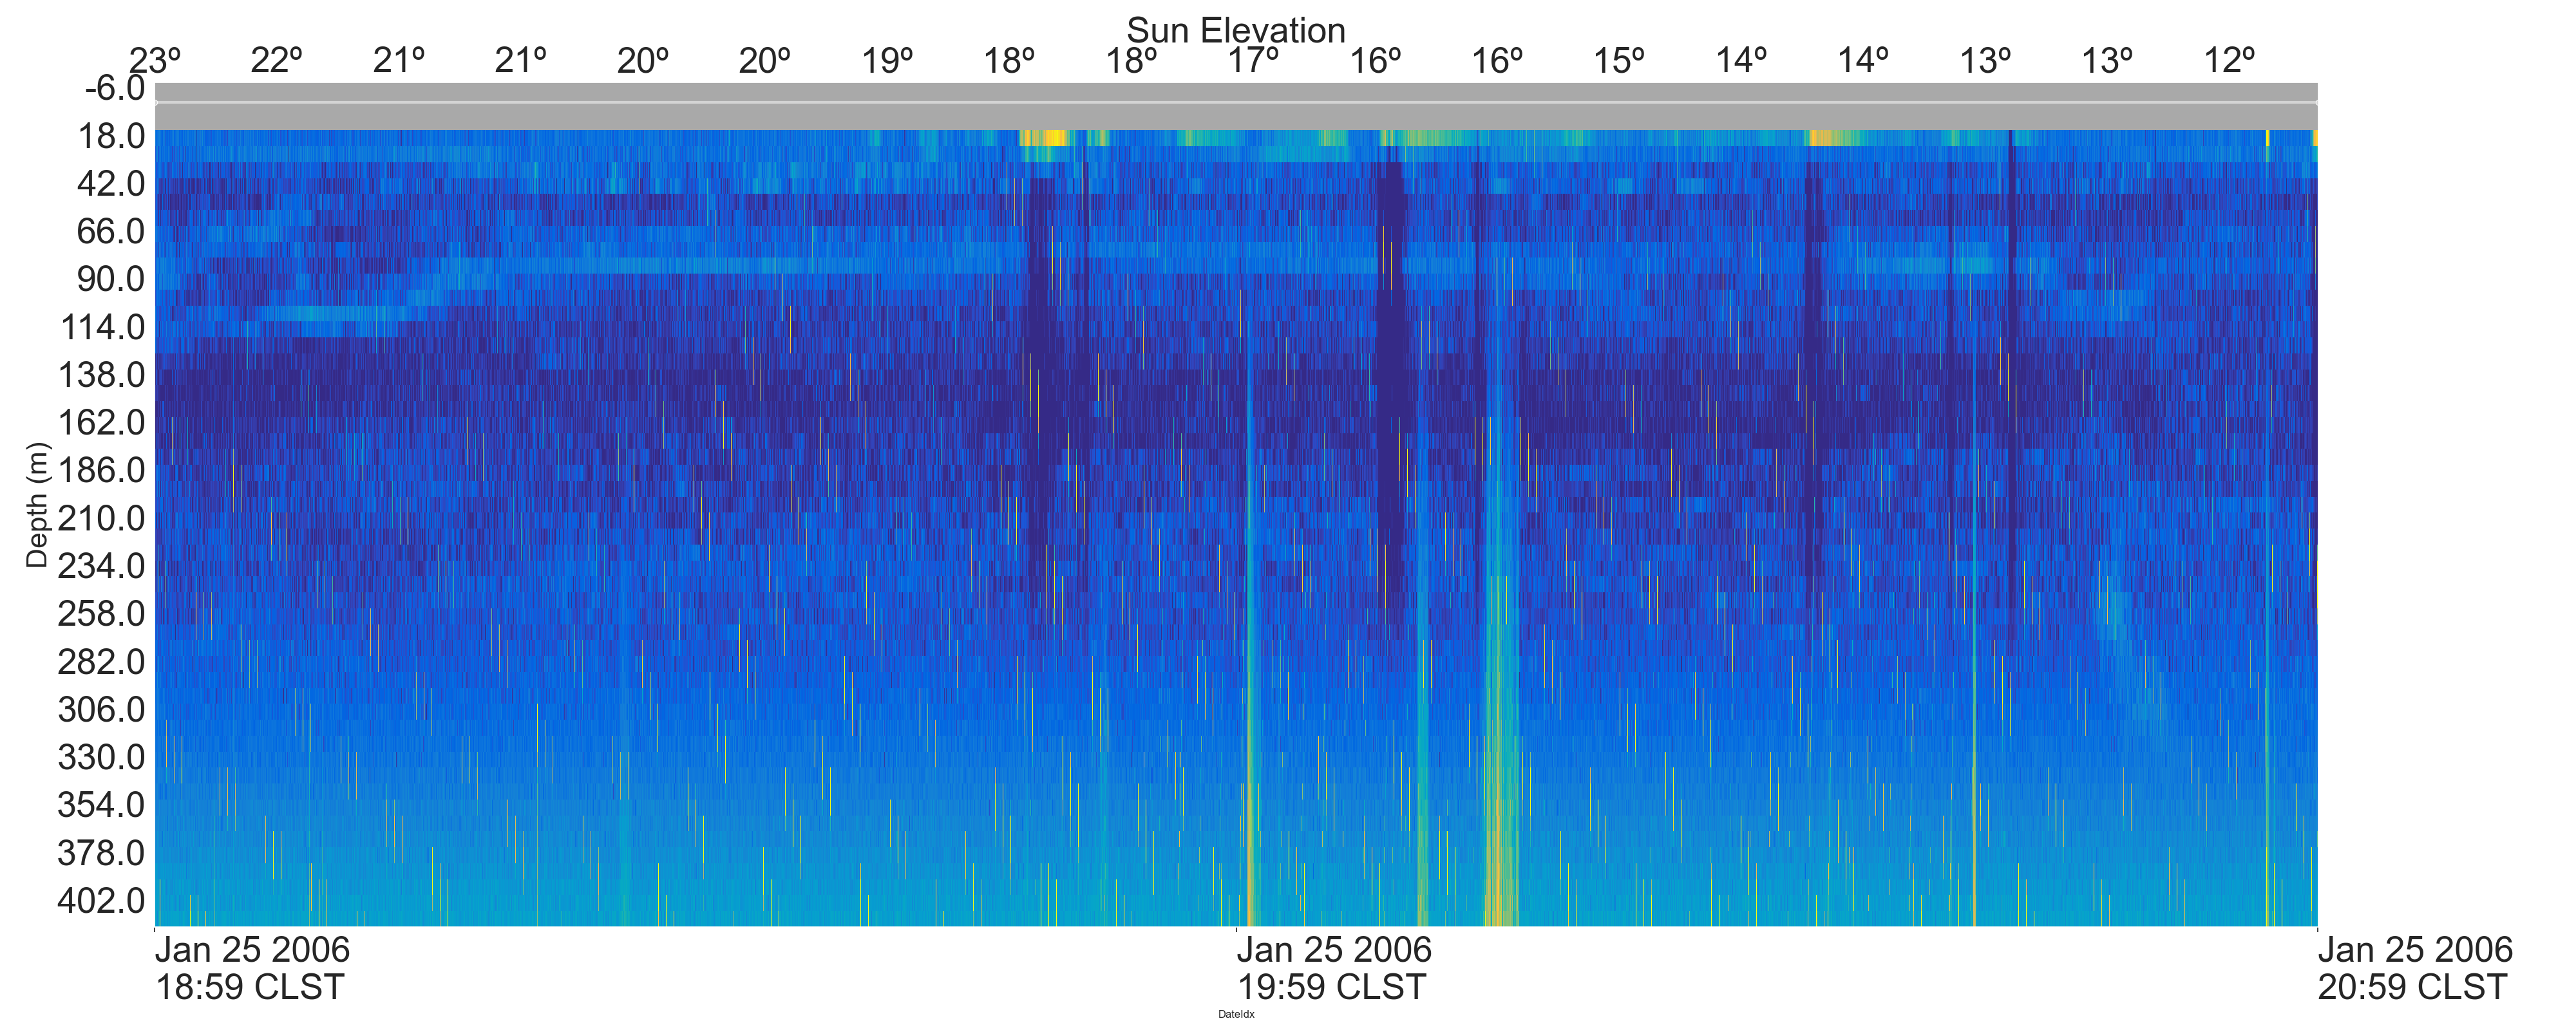 Sun Elevation
23º 22º 21º 21º 20º 20º 19º 18º 18º 17º 16º 16º 15º 14º 14º 13º 13º 12º
-6.0
18.0
42.0
66.0
90.0
114.0
138.0
162.0
186.0
210.0
234.0
258.0
282.0
306.0
330.0
354.0
378.0
402.0
Depth (m)
Jan 25 2006
18:59 CLST
Jan 25 2006
19:59 CLST
Jan 25 2006
20:59 CLST
DateIdx